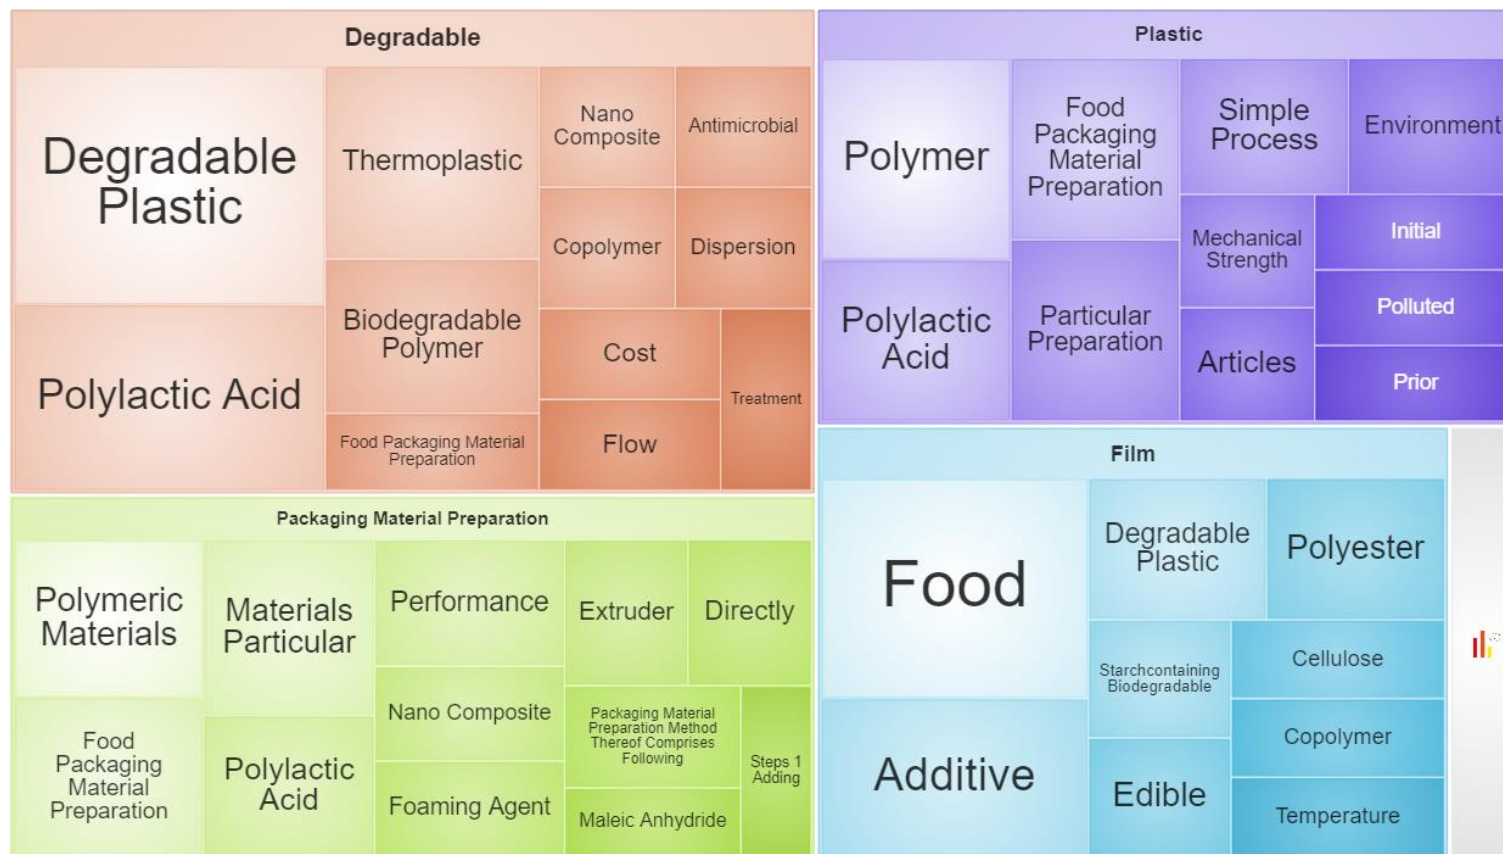 Degradable
Degradable
Plastic
Polylactic Acid
Thermoplastic
Biodegradable
Polymer
Food Packaging Material
Preparation
Nano
Composite
Antimicrobial
Copolymer
Dispersion
Cost
Flow
Treatment
Plastic
Polymer
Polylactic
Acid
Food
Packaging
Material
Preparation
Particular
Preparation
Simple
Process
Environment
Mechanical
Strength
Articles
Initial
Polluted
Prior
Packaging Material Preparation
Polymeric
Materials
Food
Packaging
Material
Preparation
Materials
Particular
Polylactic
Acid
Performance
Nano Composite
Foaming Agent
Extruder
Directly
Packaging Material
Preparation Method
Thereof Comprises
Following
Maleic Anhydride
Steps 1
Adding
Film
Food
Additive
Degradable
Plastic
Polyester
Starchcontaining
Biodegradable
Edible
Cellulose
Copolymer
Temperature